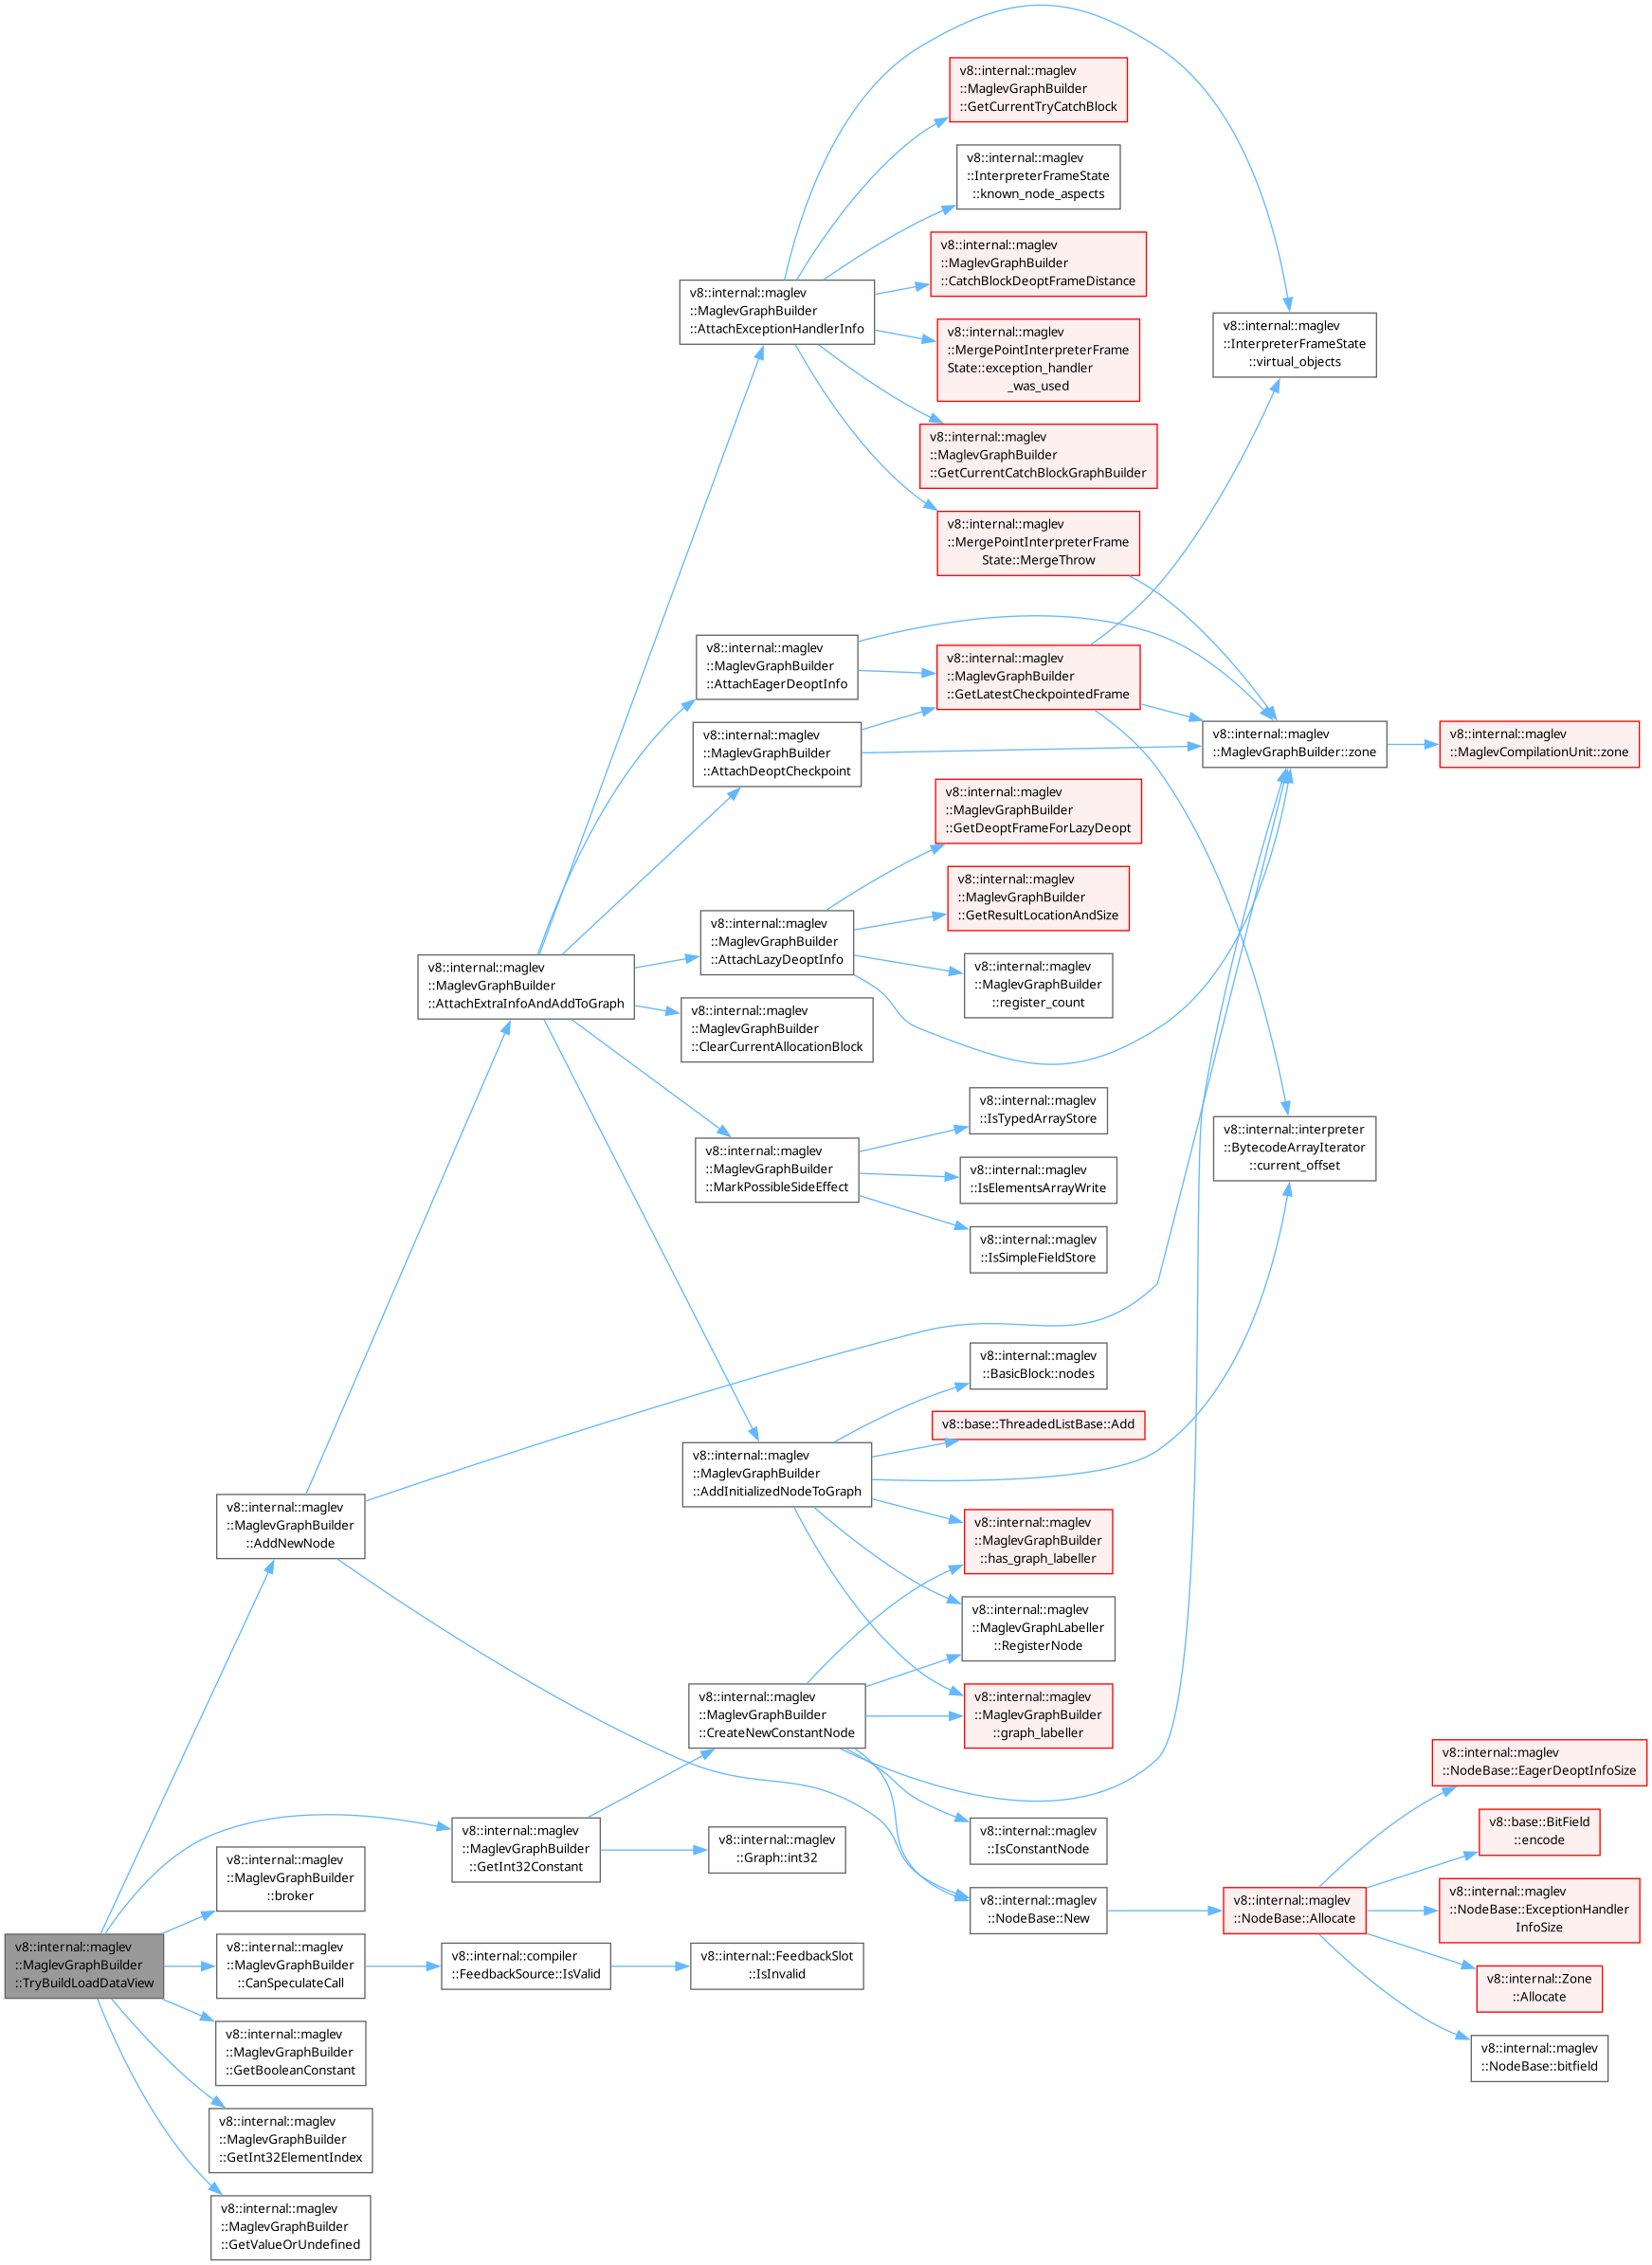 v8::internal::maglev
::MaglevGraphBuilder
::GetCurrentTryCatchBlock
v8::internal::maglev
::InterpreterFrameState
::known_node_aspects
v8::internal::maglev
::MaglevGraphBuilder
::CatchBlockDeoptFrameDistance
v8::internal::maglev
::MaglevGraphBuilder
::AttachExceptionHandlerInfo
v8::internal::maglev
::InterpreterFrameState
::virtual_objects
v8::internal::maglev
::MergePointInterpreterFrame
State::exception_handler
_was_used
v8::internal::maglev
::MaglevGraphBuilder
::GetCurrentCatchBlockGraphBuilder
v8::internal::maglev
::MergePointInterpreterFrame
State::MergeThrow
v8::internal::maglev
::MaglevGraphBuilder
::AttachEagerDeoptInfo
v8::internal::maglev
::MaglevGraphBuilder
::GetLatestCheckpointedFrame
v8::internal::maglev
::MaglevGraphBuilder
::AttachDeoptCheckpoint
v8::internal::maglev
::MaglevGraphBuilder::zone
v8::internal::maglev
::MaglevCompilationUnit::zone
v8::internal::maglev
::MaglevGraphBuilder
::GetDeoptFrameForLazyDeopt
v8::internal::maglev
::MaglevGraphBuilder
::GetResultLocationAndSize
v8::internal::maglev
::MaglevGraphBuilder
::AttachLazyDeoptInfo
v8::internal::maglev
::MaglevGraphBuilder
::AttachExtraInfoAndAddToGraph
v8::internal::maglev
::MaglevGraphBuilder
::register_count
v8::internal::maglev
::MaglevGraphBuilder
::ClearCurrentAllocationBlock
v8::internal::maglev
::IsTypedArrayStore
v8::internal::interpreter
::BytecodeArrayIterator
::current_offset
v8::internal::maglev
::MaglevGraphBuilder
::MarkPossibleSideEffect
v8::internal::maglev
::IsElementsArrayWrite
v8::internal::maglev
::IsSimpleFieldStore
v8::internal::maglev
::BasicBlock::nodes
v8::base::ThreadedListBase::Add
v8::internal::maglev
::MaglevGraphBuilder
::AddInitializedNodeToGraph
v8::internal::maglev
::MaglevGraphBuilder
::AddNewNode
v8::internal::maglev
::MaglevGraphBuilder
::has_graph_labeller
v8::internal::maglev
::MaglevGraphLabeller
::RegisterNode
v8::internal::maglev
::MaglevGraphBuilder
::CreateNewConstantNode
v8::internal::maglev
::MaglevGraphBuilder
::graph_labeller
v8::internal::maglev
::NodeBase::EagerDeoptInfoSize
v8::internal::maglev
::MaglevGraphBuilder
::GetInt32Constant
v8::internal::maglev
::Graph::int32
v8::internal::maglev
::IsConstantNode
v8::base::BitField
::encode
v8::internal::maglev
::MaglevGraphBuilder
::broker
v8::internal::maglev
::NodeBase::New
v8::internal::maglev
::NodeBase::Allocate
v8::internal::maglev
::NodeBase::ExceptionHandler
InfoSize
v8::internal::maglev
::MaglevGraphBuilder
::TryBuildLoadDataView
v8::internal::maglev
::MaglevGraphBuilder
::CanSpeculateCall
v8::internal::compiler
::FeedbackSource::IsValid
v8::internal::FeedbackSlot
::IsInvalid
v8::internal::Zone
::Allocate
v8::internal::maglev
::MaglevGraphBuilder
::GetBooleanConstant
v8::internal::maglev
::NodeBase::bitfield
v8::internal::maglev
::MaglevGraphBuilder
::GetInt32ElementIndex
v8::internal::maglev
::MaglevGraphBuilder
::GetValueOrUndefined